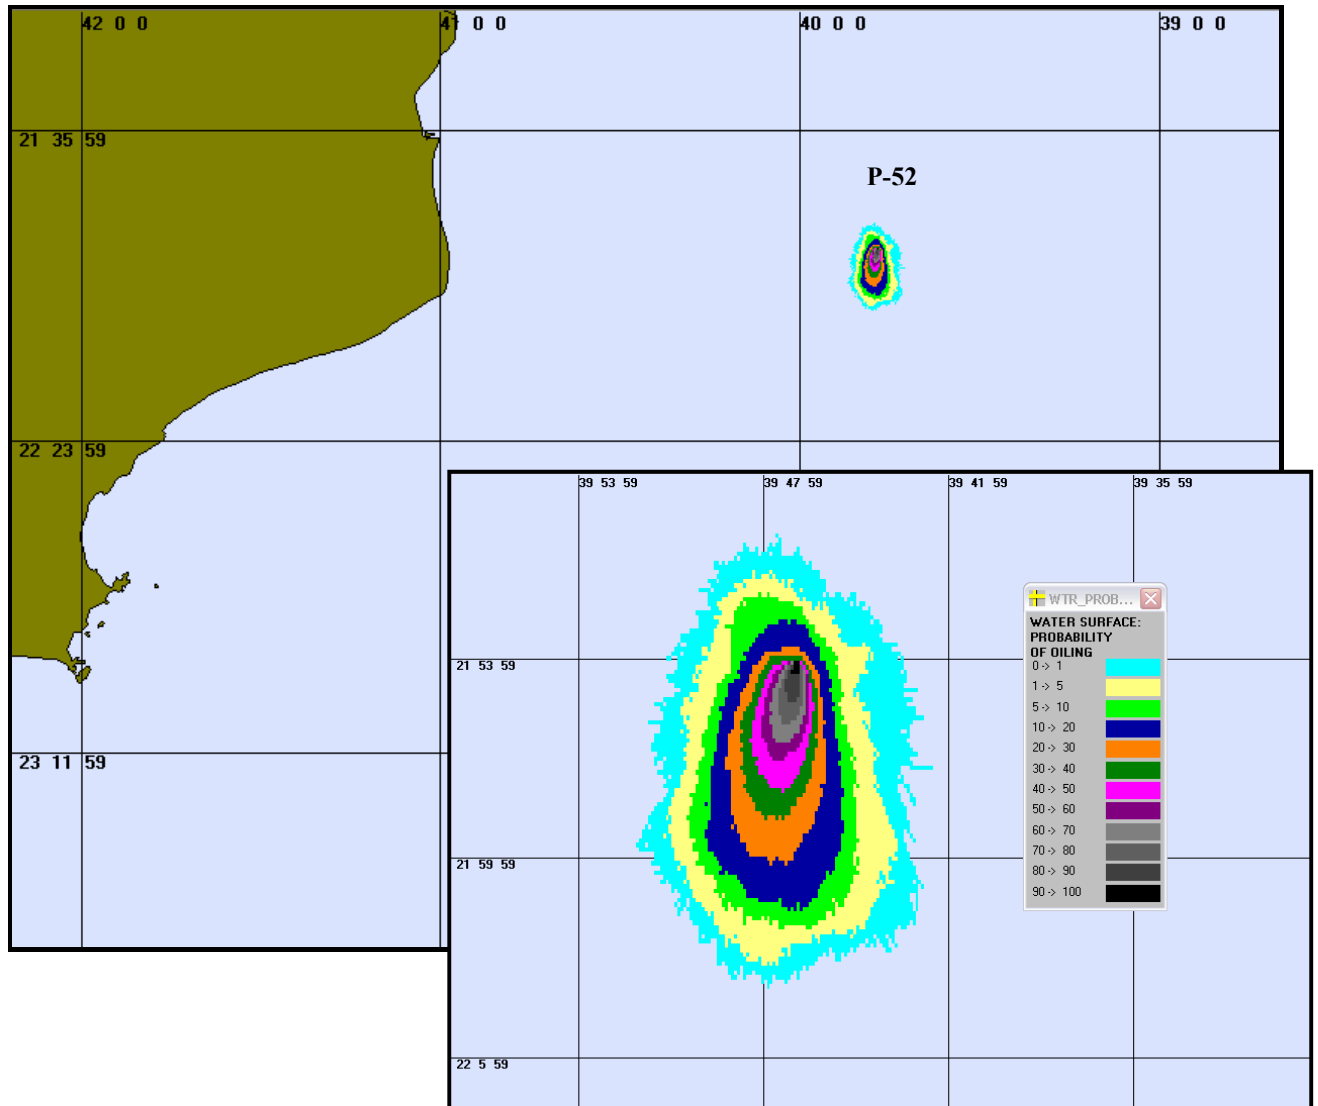 42 0 0
41 0 0
40 0 0
39 0 0
21 35 59
P-52
22 23 59
39 53 59
39 47 59
39 41 59
39 35 59
WTR_PROB...
WATER SURFACE:
PROBABILITY
OF OILING
0 -> 1
1 -> 5
5 -> 10
10 -> 20
20 -> 30
30 -> 40
40 -> 50
50 -> 60
60 -> 70
70 -> 80
80 -> 90
90 -> 100
21 53 59
23 11 59
21 59 59
22 5 59